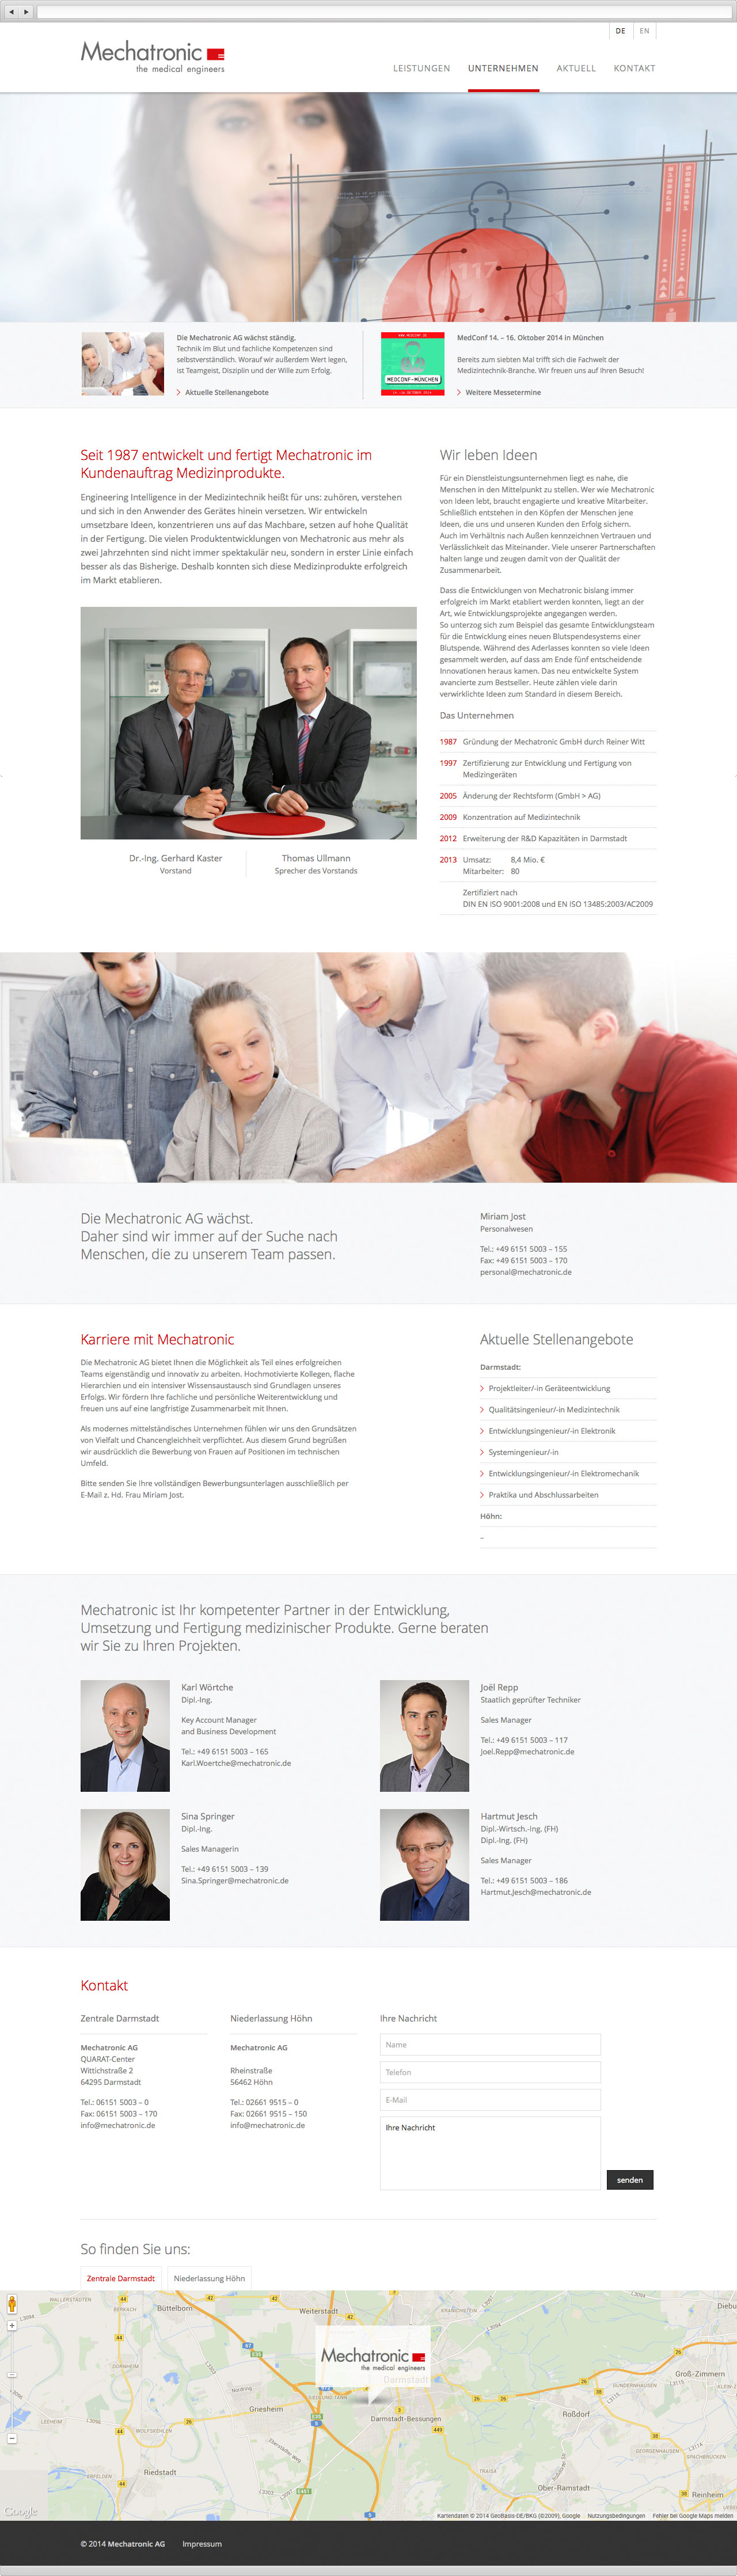 DE EN
Mechatronic
the medical engineers
LEISTUNGEN UNTERNEHMEN AKTUELL KONTAKT
117
Die Mechatronic AG wächst ständig.
Technik im Blut und fachliche Kompetenzen sind
selbstverständlich. Worauf wir außerdem Wert legen,
ist Teamgeist, Disziplin und der Wille zum Erfolg.
Aktuelle Stellenangebote
WWW.MEDCONF.DE
MEDCONF-MÜNCHEN
14.-16. OKTOBER 2014
MedConf 14. – 16. Oktober 2014 in München
Bereits zum siebten Mal trifft sich die Fachwelt der
Medizintechnik-Branche. Wir freuen uns auf Ihren Besuch!
Weitere Messetermine
Seit 1987 entwickelt und fertigt Mechatronic im
Kundenauftrag Medizinprodukte.
Engineering Intelligence in der Medizintechnik heißt für uns: zuhören, verstehen
und sich in den Anwender des Gerätes hinein versetzen. Wir entwickeln
umsetzbare Ideen, konzentrieren uns auf das Machbare, setzen auf hohe Qualität
in der Fertigung. Die vielen Produktentwicklungen von Mechatronic aus mehr als
zwei Jahrzehnten sind nicht immer spektakulär neu, sondern in erster Linie einfach
besser als das Bisherige. Deshalb konnten sich diese Medizinprodukte erfolgreich
im Markt etablieren.
Dr.-Ing. Gerhard Kaster
Vorstand
Thomas Ullmann
Sprecher des Vorstands
Wir leben Ideen
Für ein Dienstleistungsunternehmen liegt es nahe, die
Menschen in den Mittelpunkt zu stellen. Wer wie Mechatronic
von Ideen lebt, braucht engagierte und kreative Mitarbeiter.
Schließlich entstehen in den Köpfen der Menschen jene
Ideen, die uns und unseren Kunden den Erfolg sichern.
Auch im Verhältnis nach Außen kennzeichnen Vertrauen und
Verlässlichkeit das Miteinander. Viele unserer Partnerschaften
halten lange und zeugen damit von der Qualität der
Zusammenarbeit.
Dass die Entwicklungen von Mechatronic bislang immer
erfolgreich im Markt etabliert werden konnten, liegt an der
Art, wie Entwicklungsprojekte angegangen werden.
So unterzog sich zum Beispiel das gesamte Entwicklungsteam
für die Entwicklung eines neuen Blutspendesystems einer
Blutspende. Während des Aderlasses konnten so viele Ideen
gesammelt werden, auf dass am Ende fünf entscheidende
Innovationen heraus kamen. Das neu entwickelte System
avancierte zum Bestseller. Heute zählen viele darin
verwirklichte Ideen zum Standard in diesem Bereich.
Das Unternehmen
1987 Gründung der Mechatronic GmbH durch Reiner Witt
1997 Zertifizierung zur Entwicklung und Fertigung von
Medizingeräten
2005 Änderung der Rechtsform (GmbH > AG)
2009 Konzentration auf Medizintechnik
2012 Erweiterung der R&D Kapazitäten in Darmstadt
2013 Umsatz: 8,4 Mio. €
Mitarbeiter: 80
Zertifiziert nach
DIN EN ISO 9001:2008 und EN ISO 13485:2003/AC2009
Die Mechatronic AG wächst.
Daher sind wir immer auf der Suche nach
Menschen, die zu unserem Team passen.
Miriam Jost
Personalwesen
Tel.: +49 6151 5003 – 155
Fax: +49 6151 5003 – 170
personal@mechatronic.de
Karriere mit Mechatronic
Die Mechatronic AG bietet Ihnen die Möglichkeit als Teil eines erfolgreichen
Teams eigenständig und innovativ zu arbeiten. Hochmotivierte Kollegen, flache
Hierarchien und ein intensiver Wissensaustausch sind Grundlagen unseres
Erfolgs. Wir fördern Ihre fachliche und persönliche Weiterentwicklung und
freuen uns auf eine langfristige Zusammenarbeit mit Ihnen.
Als modernes mittelständisches Unternehmen fühlen wir uns den Grundsätzen
von Vielfalt und Chancengleichheit verpflichtet. Aus diesem Grund begrüßen
wir ausdrücklich die Bewerbung von Frauen auf Positionen im technischen
Umfeld.
Bitte senden Sie Ihre vollständigen Bewerbungsunterlagen ausschließlich per
E-Mail z. Hd. Frau Miriam Jost.
Aktuelle Stellenangebote
Darmstadt:
Projektleiter/-in Geräteentwicklung
Qualitätsingenieur/-in Medizintechnik
Entwicklungsingenieur/-in Elektronik
Systemingenieur/-in
Entwicklungsingenieur/-in Elektromechanik
Praktika und Abschlussarbeiten
Höhn:
–
Mechatronic ist Ihr kompetenter Partner in der Entwicklung,
Umsetzung und Fertigung medizinischer Produkte. Gerne beraten
wir Sie zu Ihren Projekten.
Karl Wörtche
Dipl.-Ing.
Key Account Manager
and Business Development
Tel.: +49 6151 5003 – 165
Karl.Woertche@mechatronic.de
Joël Repp
Staatlich geprüfter Techniker
Sales Manager
Tel.: +49 6151 5003 – 117
Joel.Repp@mechatronic.de
Sina Springer
Dipl.-Ing.
Sales Managerin
Tel.: +49 6151 5003 – 139
Sina.Springer@mechatronic.de
Hartmut Jesch
Dipl.-Wirtsch.-Ing. (FH)
Dipl.-Ing. (FH)
Sales Manager
Tel.: +49 6151 5003 – 186
Hartmut.Jesch@mechatronic.de
Kontakt
Zentrale Darmstadt
Mechatronic AG
QUARAT-Center
Wittichstraße 2
64295 Darmstadt
Tel.: 06151 5003 – 0
Fax: 06151 5003 – 170
info@mechatronic.de
Niederlassung Höhn
Mechatronic AG
Rheinstraße
56462 Höhn
Tel.: 02661 9515 – 0
Fax: 02661 9515 – 150
info@mechatronic.de
Ihre Nachricht
Name
Telefon
E-Mail
Ihre Nachricht
senden
So finden Sie uns:
Zentrale Darmstadt Niederlassung Höhn
Büttelborn
Weiterstadt
Mechatronic
the medical engineers
Darmstadt
Groß-Zimmern
Griesheim
Darmstadt-Bessungen
Roßdorf
Riedstadt
Ober-Ramstadt
Reinheim
Google
Kartendaten © 2014 GeoBasis-DE/BKG (©2009), Google Nutzungsbedingungen Fehler bei Google Maps melden
© 2014 Mechatronic AG Impressum